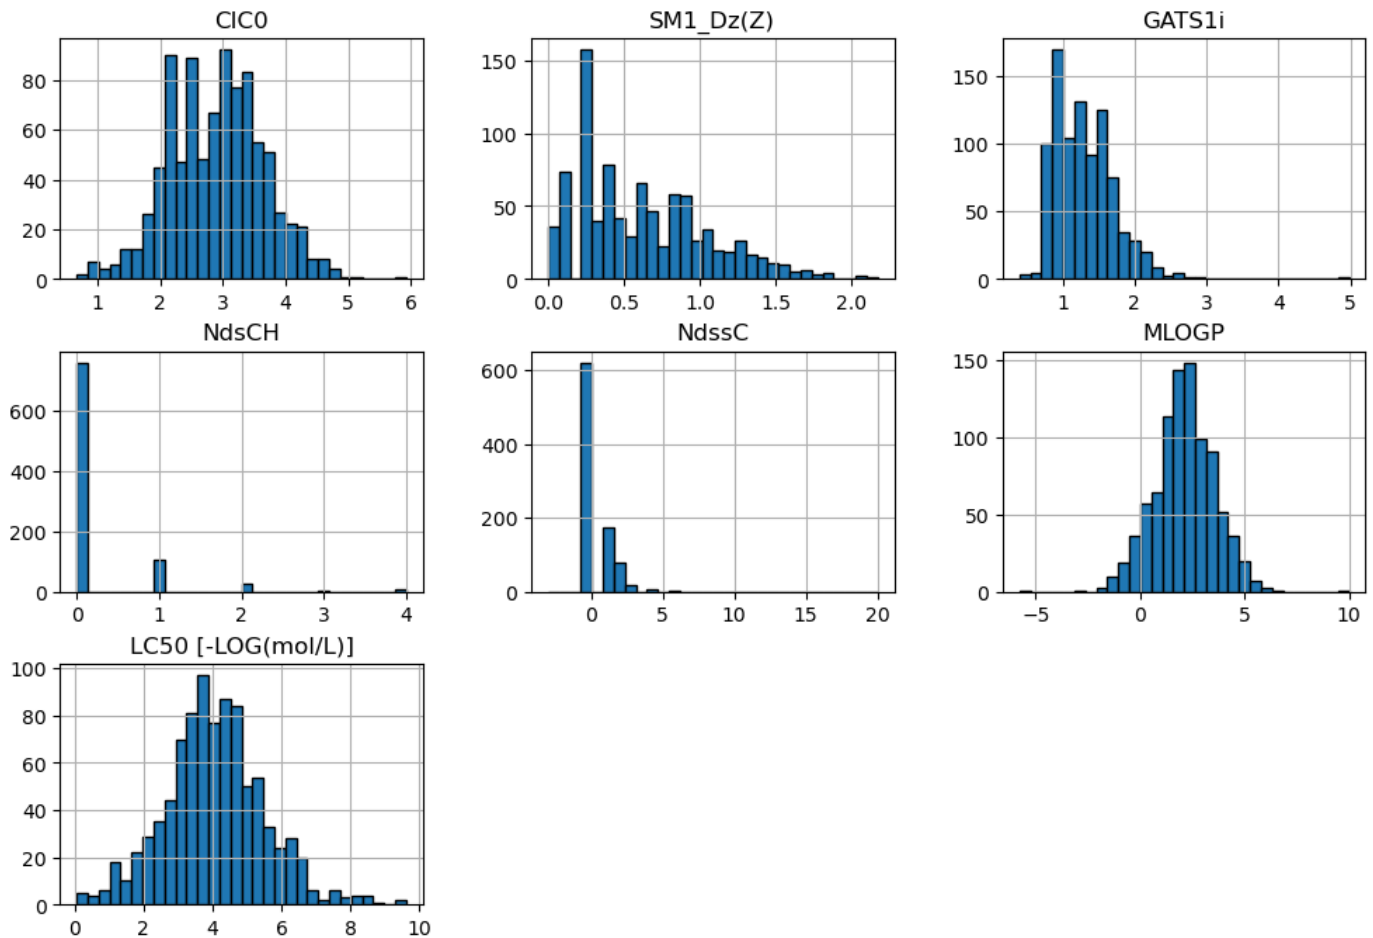 CIC0 SM1_Dz(Z) GATS1i
80 60 40 20 0
1 2 3 4 5 6
150 100 50 0
0.0 0.5 1.0 1.5 2.0
150 100 50 0
1 2 3 4 5
NdsCH NdssC MLOGP
600 400 200 0
0 1 2 3 4
600 400 200 0
0 5 10 15 20
150 100 50 0
−5 0 5 10
LC50 [-LOG(mol/L)]
100 80 60 40 20 0
0 2 4 6 8 10